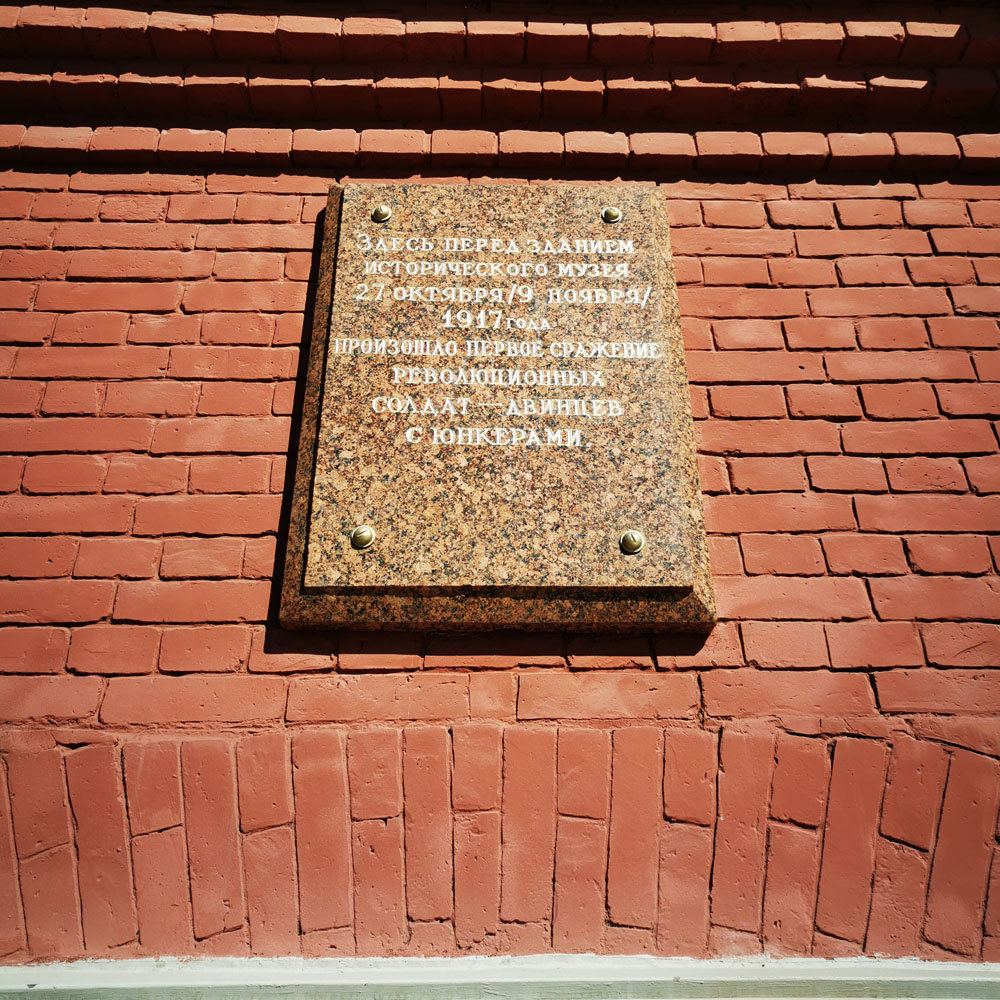 Здесь перед зданием
исторического музея
27 октября/9 ноября/
1917 года
произошло первое сражение
революционных
солдат — двинцев
с юнкерами.